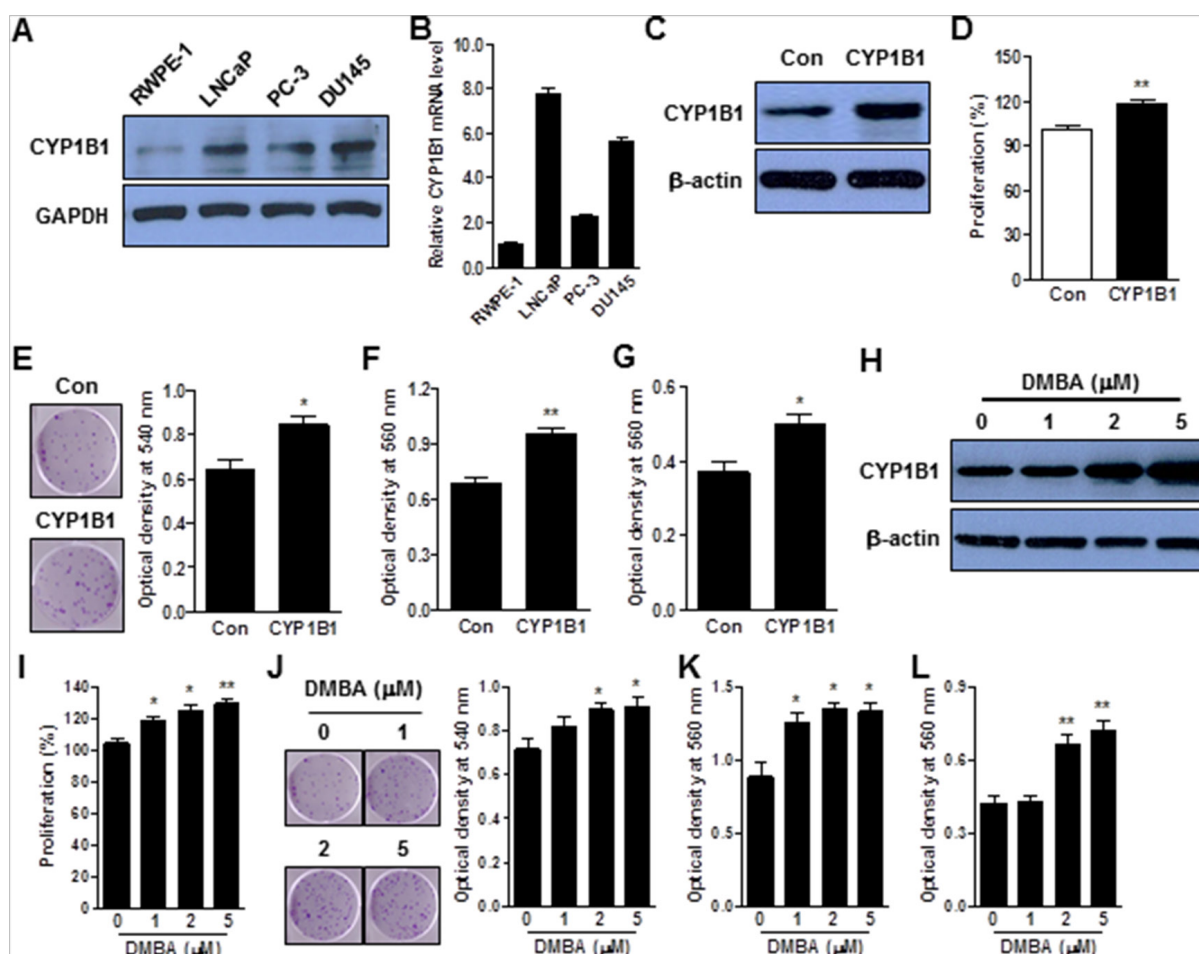 A
RWPE-1 LNCaP PC-3 DU145
CYP1B1
GAPDH
B
Relative CYP1B1 mRNA level
10.0
8.0
6.0
4.0
2.0
0.0
RWPE-1 LNCaP PC-3 DU145
C
Con CYP1B1
CYP1B1
β-actin
D
Proliferation (%)
150
120
90
60
30
0
Con CYP1B1
**
E
Con
CYP1B1
Optical density at 540 nm
1.0
0.8
0.6
0.4
0.2
0.0
Con CYP1B1
*
F
Optical density at 560 nm
1.2
0.9
0.6
0.3
0.0
Con CYP1B1
**
G
Optical density at 560 nm
0.6
0.4
0.2
0.0
Con CYP1B1
*
H
DMBA (μM)
0 1 2 5
CYP1B1
β-actin
I
Proliferation (%)
140
120
100
80
60
40
20
0
* * **
0 1 2 5
DMBA (μM)
J
DMBA (μM)
0 1
2 5
Optical density at 540 nm
1.0
0.8
0.6
0.4
0.2
0.0
* *
0 1 2 5
DMBA (μM)
K
Optical density at 560 nm
1.5
1.0
0.5
0.0
* * *
0 1 2 5
DMBA (μM)
L
Optical density at 560 nm
0.9
0.6
0.3
0.0
** **
0 1 2 5
DMBA (μM)